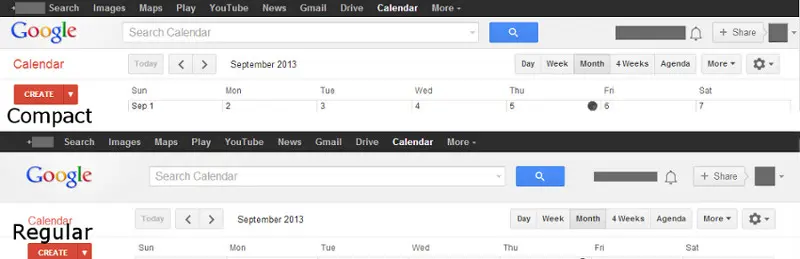 + Search Images Maps Play YouTube News Gmail Drive Calendar More
Google Search Calendar + Share
Calendar Today September 2013 Day Week Month 4 Weeks Agenda More
CREATE Sun Mon Tue Wed Thu Fri Sat
Sep 1 2 3 4 5 6 7
Compact
+ Search Images Maps Play YouTube News Gmail Drive Calendar More
Google Search Calendar + Share
Calendar Today September 2013 Day Week Month 4 Weeks Agenda More
Regular
CREATE Sun Mon Tue Wed Thu Fri Sat